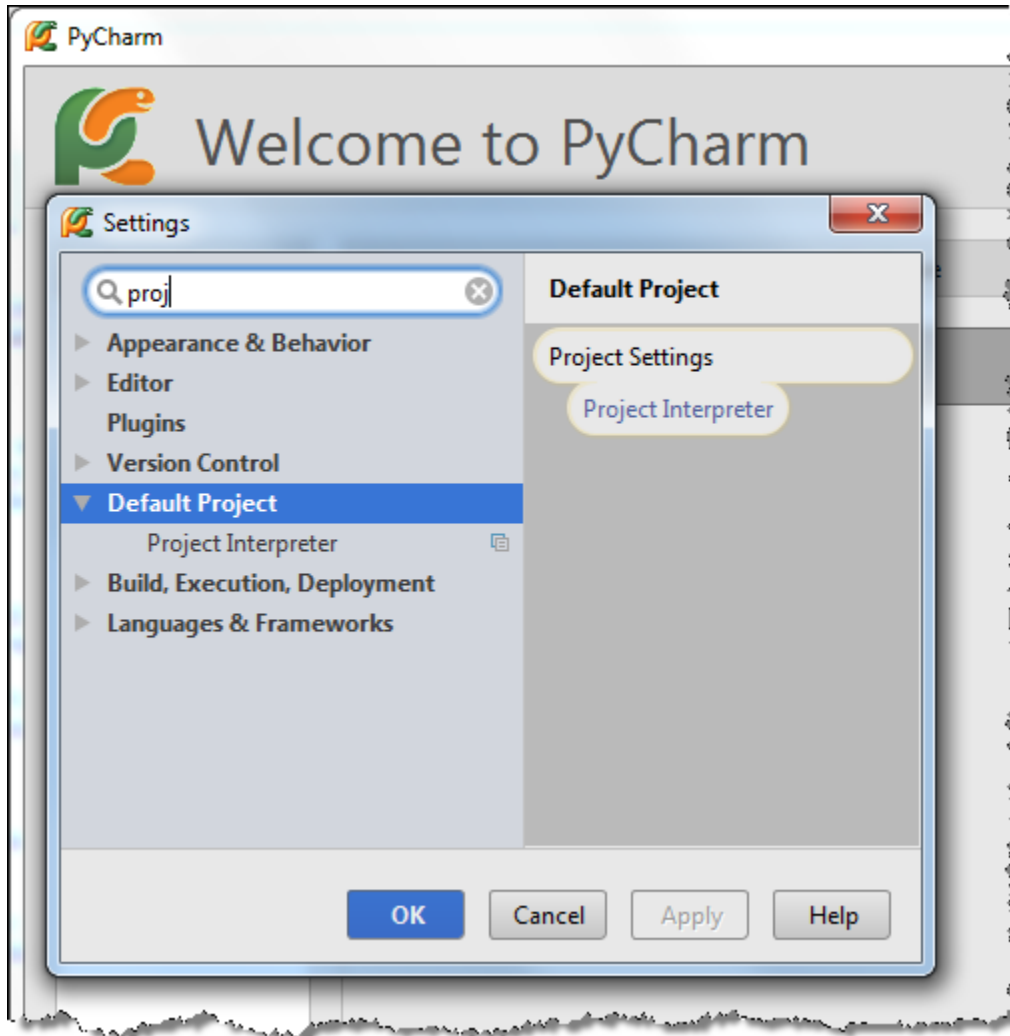 PyCharm
Welcome to PyCharm
Settings
proj
Appearance & Behavior
Editor
Plugins
Version Control
Default Project
Project Interpreter
Build, Execution, Deployment
Languages & Frameworks
Default Project
Project Settings
Project Interpreter
OK
Cancel
Apply
Help